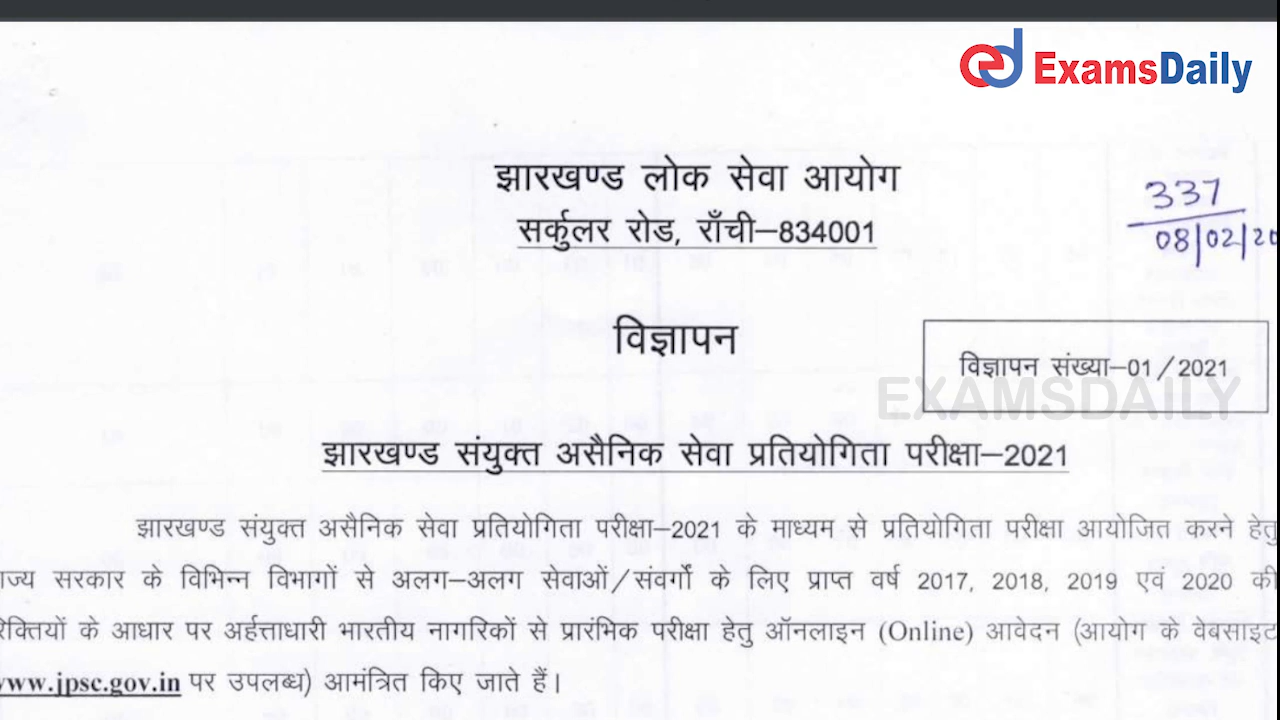 ExamsDaily
झारखण्ड लोक सेवा आयोग
सर्कुलर रोड, राँची–834001
337
08/02/20
विज्ञापन
विज्ञापन संख्या–01/2021
EXAMSDAILY
झारखण्ड संयुक्त असैनिक सेवा प्रतियोगिता परीक्षा–2021
झारखण्ड संयुक्त असैनिक सेवा प्रतियोगिता परीक्षा–2021 के माध्यम से प्रतियोगिता परीक्षा आयोजित करने हेतु
ाज्य सरकार के विभिन्न विभागों से अलग–अलग सेवाओं/संवर्गों के लिए प्राप्त वर्ष 2017, 2018, 2019 एवं 2020 की
रिक्तियों के आधार पर अर्हत्ताधारी भारतीय नागरिकों से प्रारंभिक परीक्षा हेतु ऑनलाइन (Online) आवेदन (आयोग के वेबसाइट
www.jpsc.gov.in पर उपलब्ध) आमंत्रित किए जाते हैं।